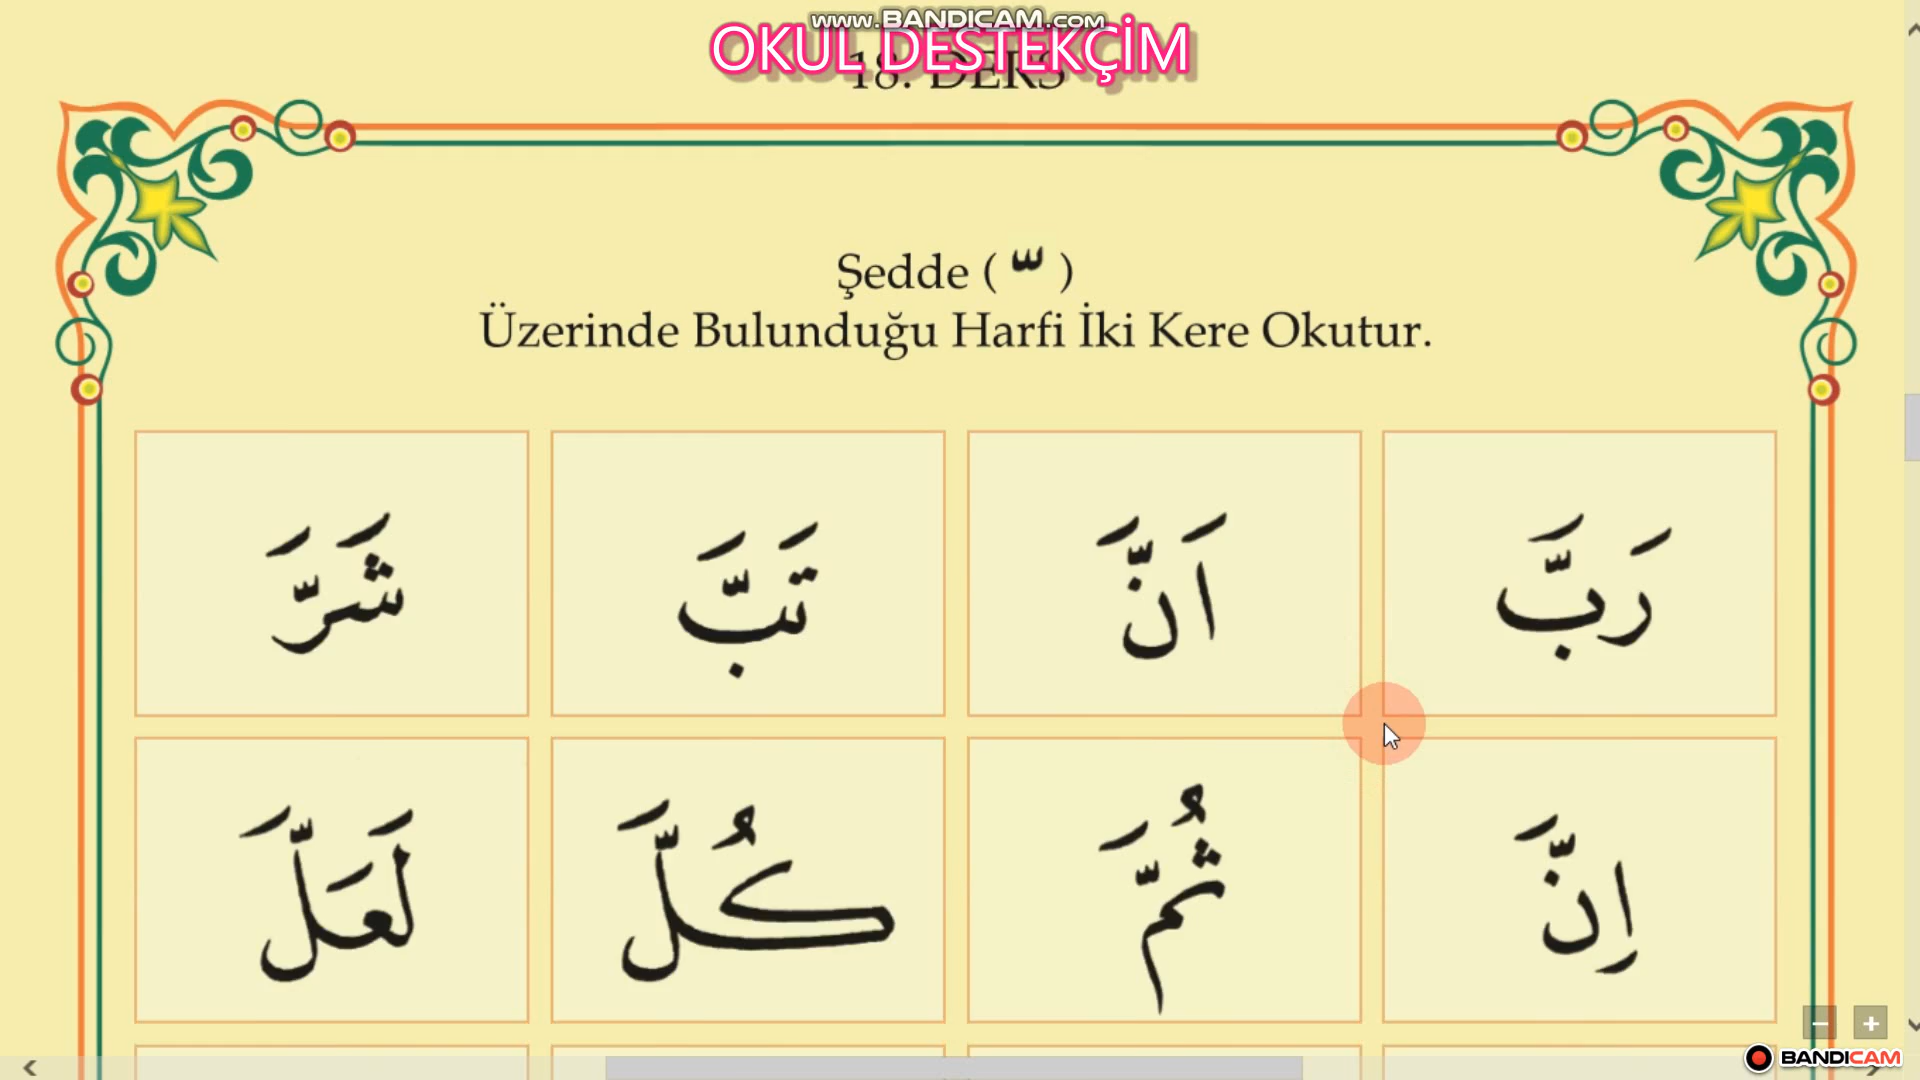 www.BANDICAM.com
OKUL DESTEKÇİM
18. DERS
Şedde ( ّ )
Üzerinde Bulunduğu Harfi İki Kere Okutur.
رَبَّ اَنَّ تَبَّ شَرَّ
اِنَّ ثُمَّ كُلَّ لَعَلَّ
BANDICAM